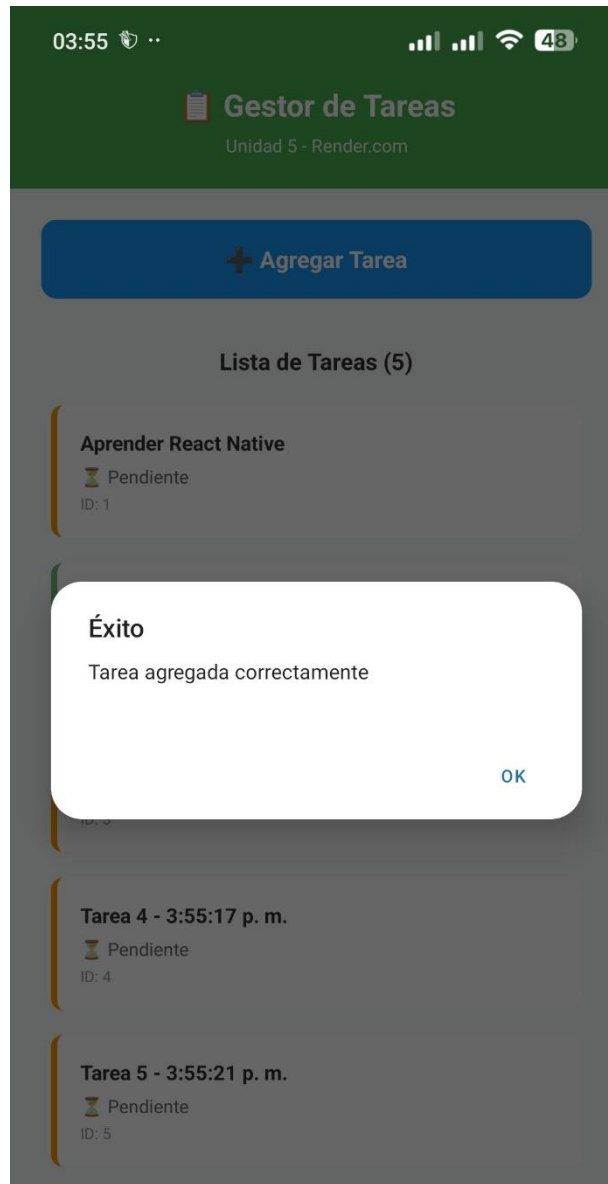 03:55
48
📋 Gestor de Tareas
Unidad 5 - Render.com
➕ Agregar Tarea
Lista de Tareas (5)
Aprender React Native
⏳ Pendiente
ID: 1
Éxito
Tarea agregada correctamente
OK
ID: 3
Tarea 4 - 3:55:17 p. m.
⏳ Pendiente
ID: 4
Tarea 5 - 3:55:21 p. m.
⏳ Pendiente
ID: 5